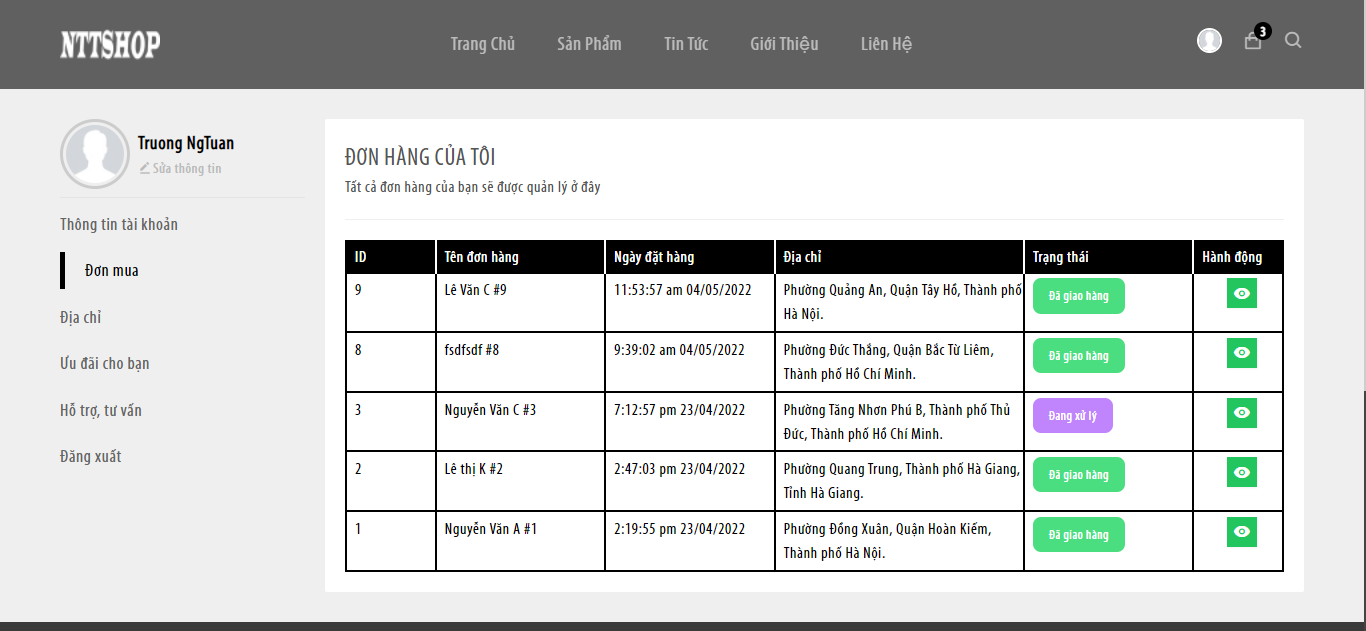 NTTSHOP
Trang Chủ Sản Phẩm Tin Tức Giới Thiệu Liên Hệ
3
Truong NgTuan
Sửa thông tin
Thông tin tài khoản
Đơn mua
Địa chỉ
Ưu đãi cho bạn
Hỗ trợ, tư vấn
Đăng xuất
ĐƠN HÀNG CỦA TÔI
Tất cả đơn hàng của bạn sẽ được quản lý ở đây
ID Tên đơn hàng Ngày đặt hàng Địa chỉ Trạng thái Hành động
9 Lê Văn C #9 11:53:57 am 04/05/2022 Phường Quảng An, Quận Tây Hồ, Thành phố Đã giao hàng
Hà Nội.
8 fsdfsdf #8 9:39:02 am 04/05/2022 Phường Đức Thắng, Quận Bắc Từ Liêm, Đã giao hàng
Thành phố Hồ Chí Minh.
3 Nguyễn Văn C #3 7:12:57 pm 23/04/2022 Phường Tăng Nhơn Phú B, Thành phố Thủ Đang xử lý
Đức, Thành phố Hồ Chí Minh.
2 Lê thị K #2 2:47:03 pm 23/04/2022 Phường Quang Trung, Thành phố Hà Giang, Đã giao hàng
Tỉnh Hà Giang.
1 Nguyễn Văn A #1 2:19:55 pm 23/04/2022 Phường Đồng Xuân, Quận Hoàn Kiếm, Đã giao hàng
Thành phố Hà Nội.